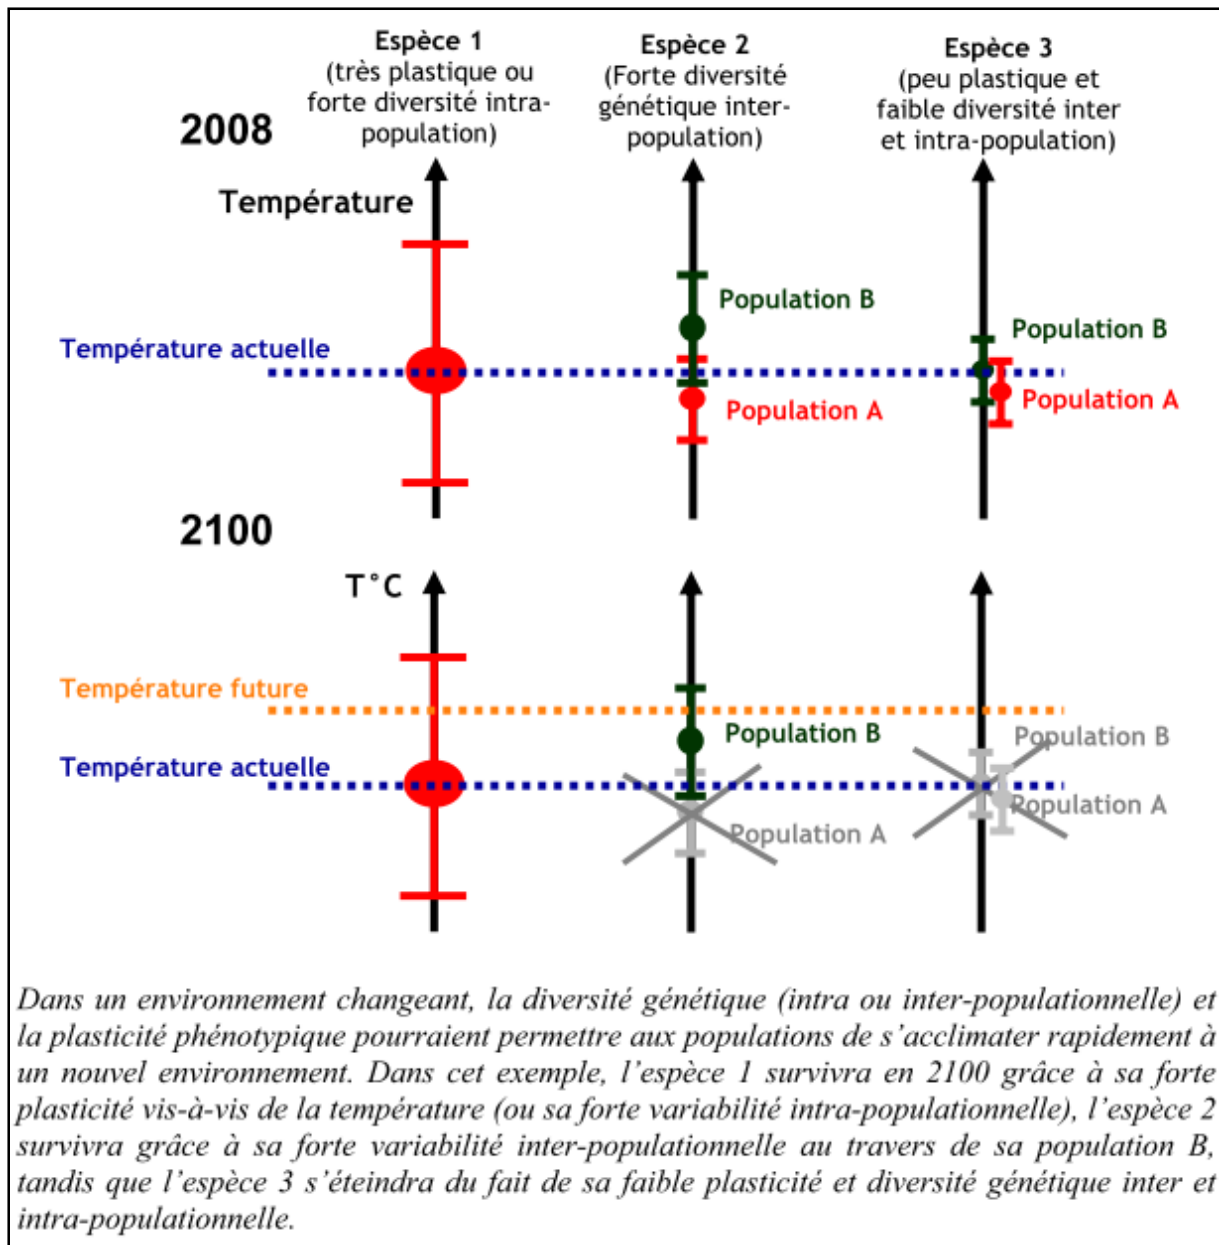 Espèce 1
(très plastique ou
forte diversité intra-
population)
Espèce 2
(Forte diversité
génétique inter-
population)
Espèce 3
(peu plastique et
faible diversité inter
et intra-population)
2008
Température
Population B
Population B
Température actuelle
Population A
Population A
2100
T°C
Température future
Population B
Population B
Température actuelle
Population A
Population A
Dans un environnement changeant, la diversité génétique (intra ou inter-populationnelle) et
la plasticité phénotypique pourraient permettre aux populations de s'acclimater rapidement à
un nouvel environnement. Dans cet exemple, l'espèce 1 survivra en 2100 grâce à sa forte
plasticité vis-à-vis de la température (ou sa forte variabilité intra-populationnelle), l'espèce 2
survivra grâce à sa forte variabilité inter-populationnelle au travers de sa population B,
tandis que l'espèce 3 s'éteindra du fait de sa faible plasticité et diversité génétique inter et
intra-populationnelle.